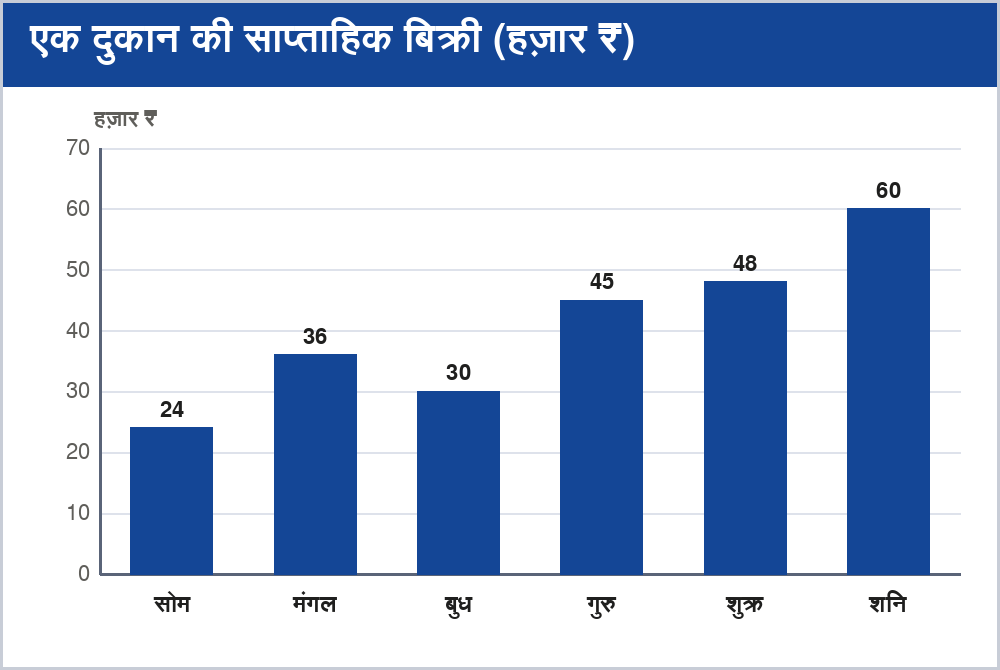 एक दुकान की साप्ताहिक बिक्री (हज़ार ₹)
हज़ार ₹
70
60
50
40
30
20
10
0
24
36
30
45
48
60
सोम
मंगल
बुध
गुरु
शुक्र
शनि